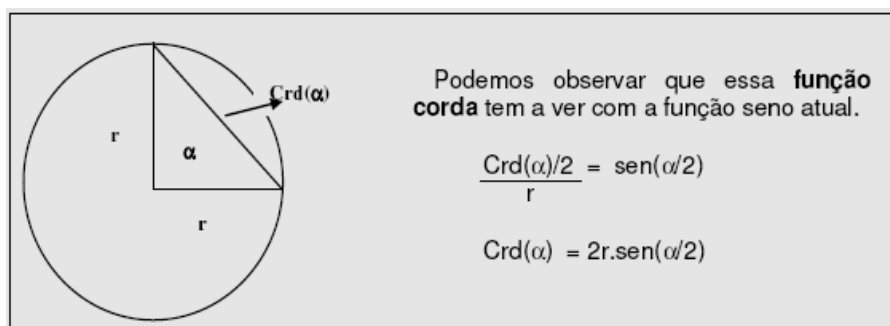 Crd(α)
r
α
r
Podemos observar que essa função
corda tem a ver com a função seno atual.
Crd(α)/2 = sen(α/2)
r
Crd(α) = 2r.sen(α/2)